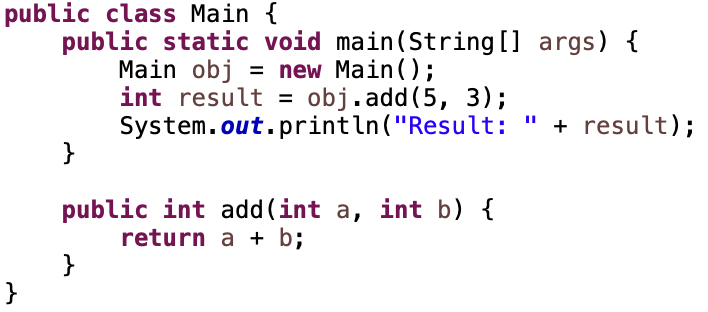 public class Main {
    public static void main(String[] args) {
        Main obj = new Main();
        int result = obj.add(5, 3);
        System.out.println("Result: " + result);
    }

    public int add(int a, int b) {
        return a + b;
    }
}